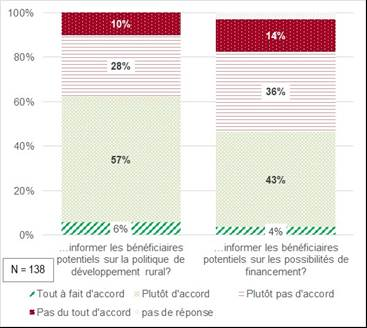 100%
80%
60%
40%
20%
0%
10%
28%
57%
6%
14%
36%
43%
4%
…informer les bénéficiaires
potentiels sur la politique de
développement rural?
…informer les bénéficiaires
potentiels sur les possibilités de
financement?
N = 138
Tout à fait d'accord
Plutôt d'accord
Plutôt pas d'accord
Pas du tout d'accord
pas de réponse